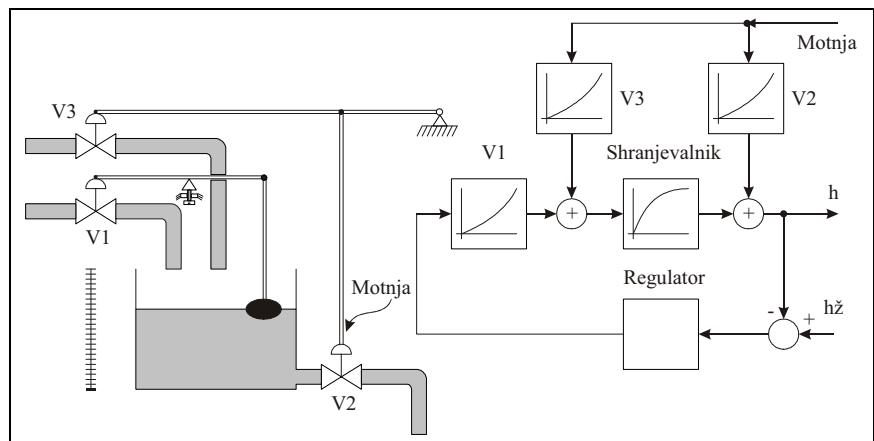 V3
V1
Motnja
V2
Motnja
V3
V2
V1
Shranjevalnik
+
+
h
Regulator
-
+
hž